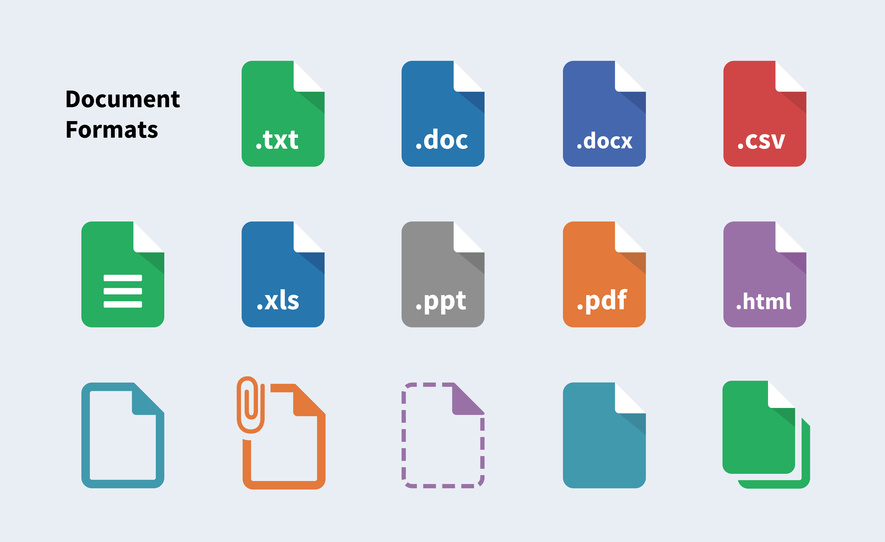 Document
Formats
.txt
.doc
.docx
.csv
.xls
.ppt
.pdf
.html